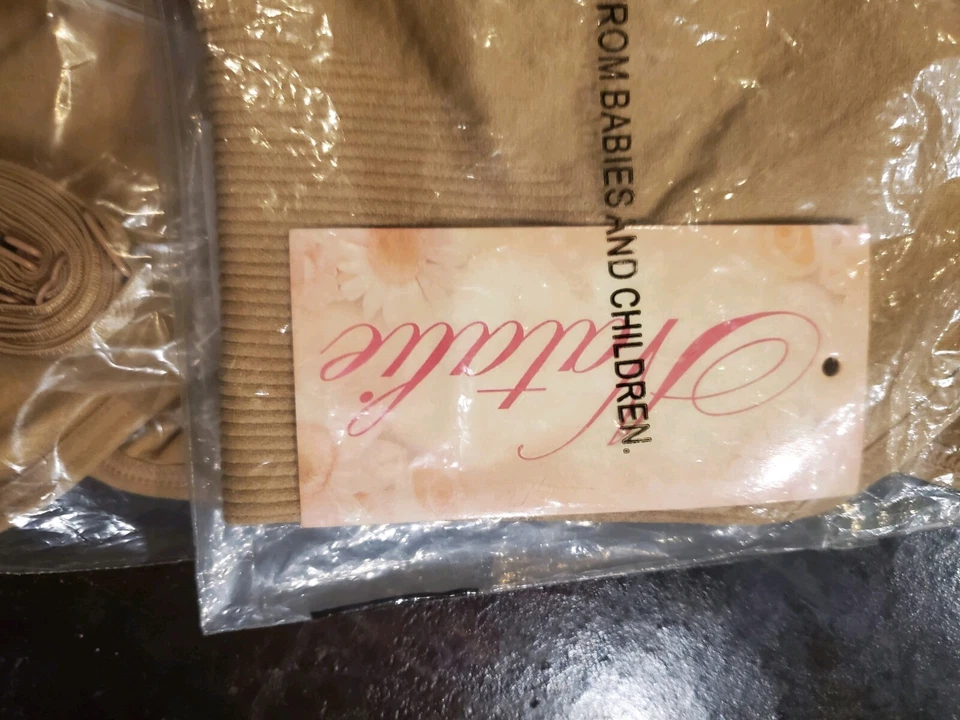 ROM BABIES AND CHILDREN.
Natalie